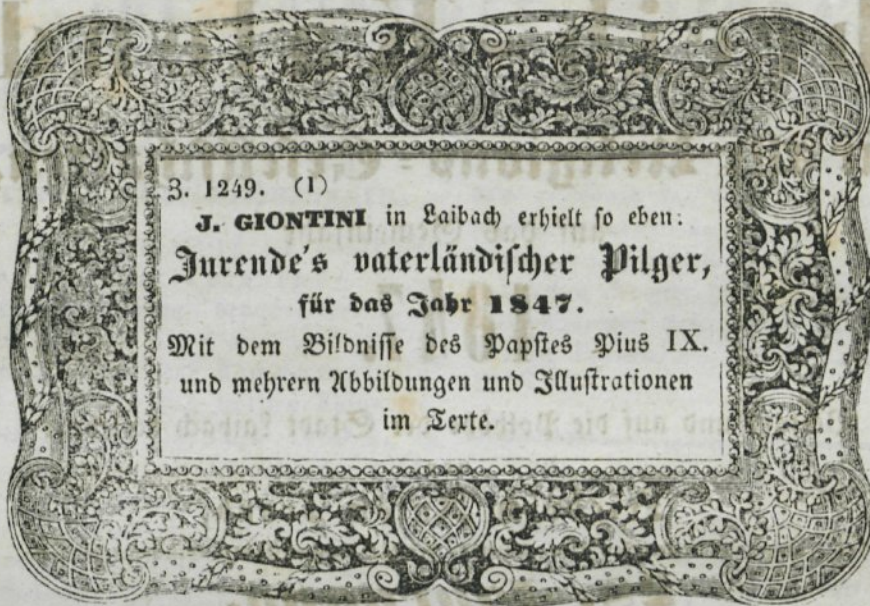 Z. 1249. (1)
J. GIONTINI in Laibach erhielt so eben:
Jurende's vaterländischer Pilger,
für das Jahr 1847.
Mit dem Bildnisse des Papstes Pius IX.
und mehrern Abbildungen und Illustrationen
im Texte.